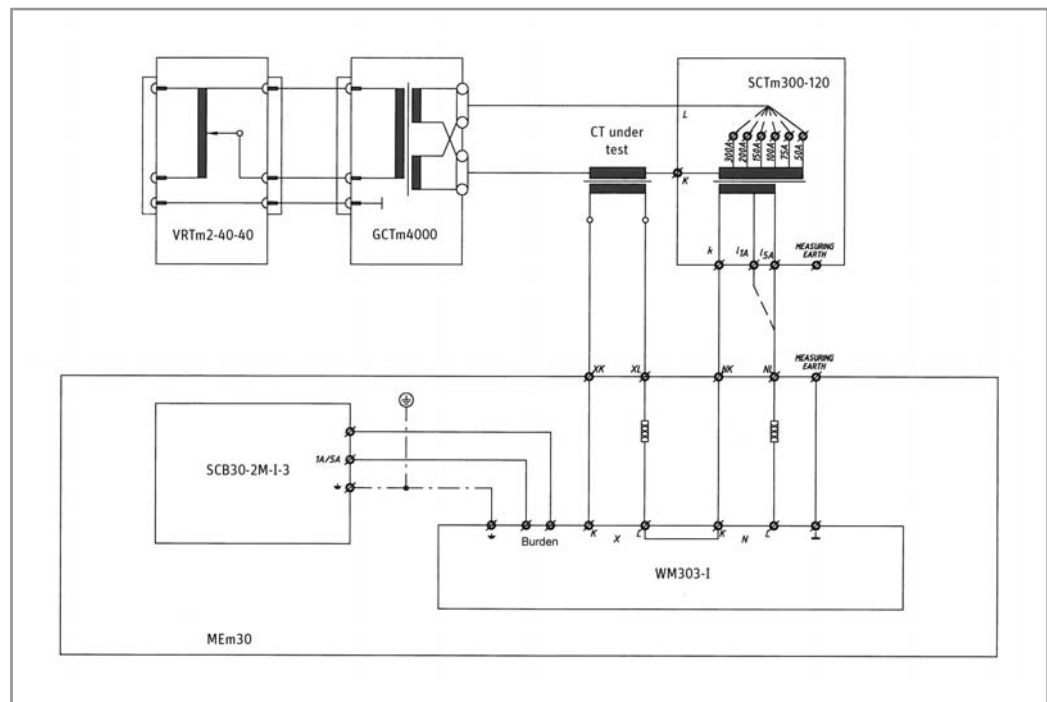 SCTm300-120
L
300A
200A
150A
100A
75A
50A
CT under
test
K
VRTm2-40-40
GCTm4000
k
l1A
l5A
MEASURING
EARTH
XK
XL
NK
NL
MEASURING
EARTH
1A/5A
SCB30-2M-I-3
Burden
K
X
L
K
N
L
WM303-I
MEm30